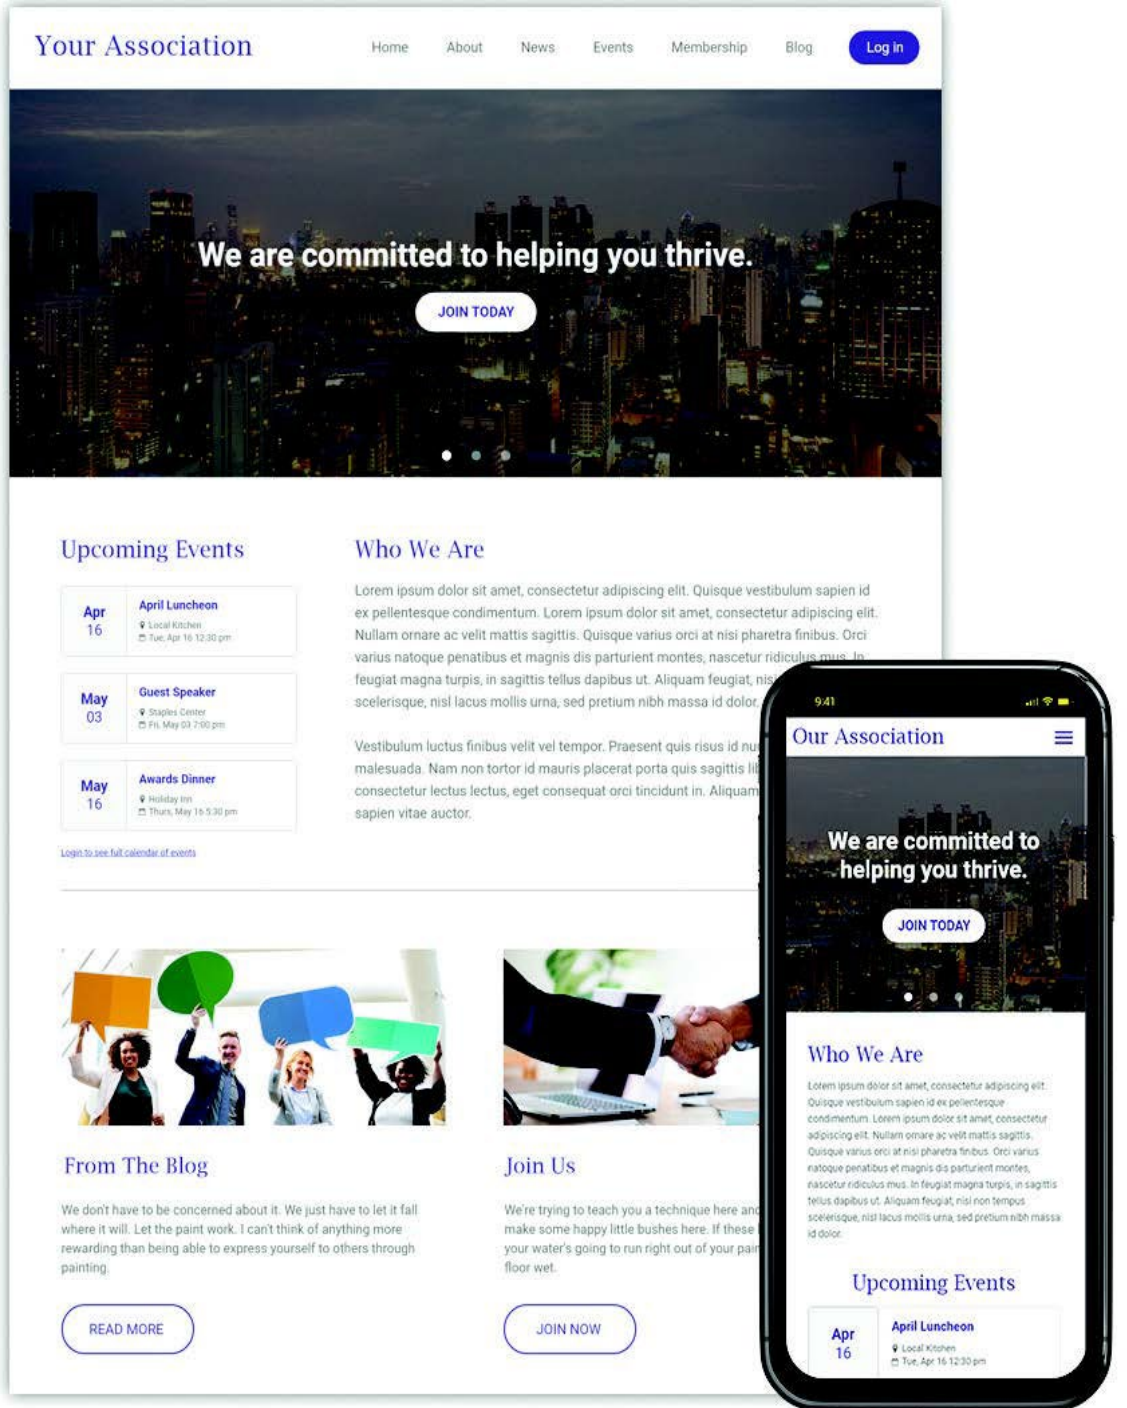 Your Association
Home About News Events Membership Blog Log in
We are committed to helping you thrive.
JOIN TODAY
Upcoming Events
Apr
16
April Luncheon
Local Kitchen
Tue, Apr 16 12:30 pm
May
03
Guest Speaker
Staples Center
Fri, May 03 7:00 pm
May
16
Awards Dinner
Holiday Inn
Thurs, May 16 5:30 pm
Login to see full calendar of events
Who We Are
Lorem ipsum dolor sit amet, consectetur adipiscing elit. Quisque vestibulum sapien id
ex pellentesque condimentum. Lorem ipsum dolor sit amet, consectetur adipiscing elit.
Nullam ornare ac velit mattis sagittis. Quisque varius orci at nisi pharetra finibus. Orci
varius natoque penatibus et magnis dis parturient montes, nascetur ridiculus mus. In
feugiat magna turpis, in sagittis tellus dapibus ut. Aliquam feugiat, nisi
scelerisque, nisl lacus mollis urna, sed pretium nibh massa id dolor.
Vestibulum luctus finibus velit vel tempor. Praesent quis risus id
malesuada. Nam non tortor id mauris placerat porta quis sagittis
consectetur lectus lectus, eget consequat orci tincidunt in. Aliquam
sapien vitae auctor.
From The Blog
We don't have to be concerned about it. We just have to let it fall
where it will. Let the paint work. I can't think of anything more
rewarding than being able to express yourself to others through
painting.
READ MORE
Join Us
We're trying to teach you a technique here and
make some happy little bushes here. If these
your water's going to run right out of your
floor wet.
JOIN NOW
9:41
Our Association
We are committed to
helping you thrive.
JOIN TODAY
Who We Are
Lorem ipsum dolor sit amet, consectetur adipiscing elit.
Quisque vestibulum sapien id ex pellentesque
condimentum. Lorem ipsum dolor sit amet, consectetur
adipiscing elit. Nullam ornare ac velit mattis sagittis.
Quisque varius orci at nisi pharetra finibus. Orci varius
natoque penatibus et magnis dis parturient montes,
nascetur ridiculus mus. In feugiat magna turpis, in sagittis
tellus dapibus ut. Aliquam feugiat, nisi non tempus
scelerisque, nisl lacus mollis urna, sed pretium nibh massa
id dolor.
Upcoming Events
Apr
16
April Luncheon
Local Kitchen
Tue, Apr 16 12:30 pm